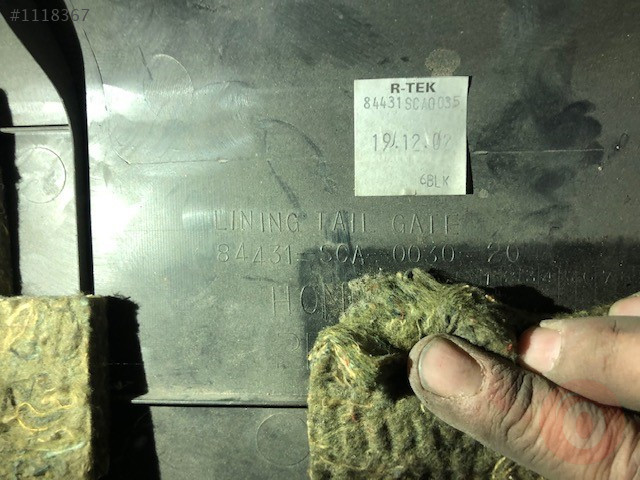 #1118367
R-TEK
84431SCA0035
19.12.02
6BLK
LINING TAIL GATE
84431-SCA-0030-20